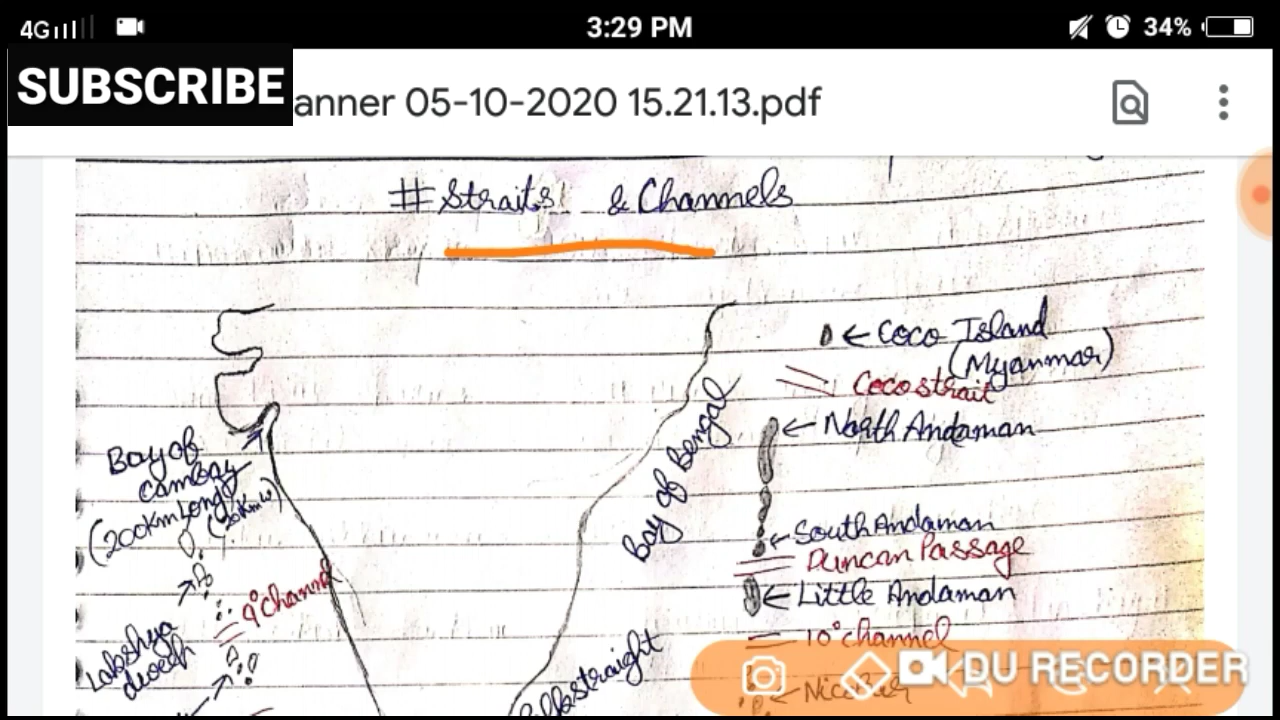 4G 3:29 PM 34%
SUBSCRIBE
anner 05-10-2020 15.21.13.pdf
# Straits & Channels
← Coco Island
(Myanmar)
Coco strait
← North Andaman
Bay of Bengal
Bay of
Cambay
(200Km Long
← South Andaman
Duncan Passage
← Little Andaman
9° Channel
10° channel
Lakshya
dweep
straight
DU RECORDER
← Nicobar